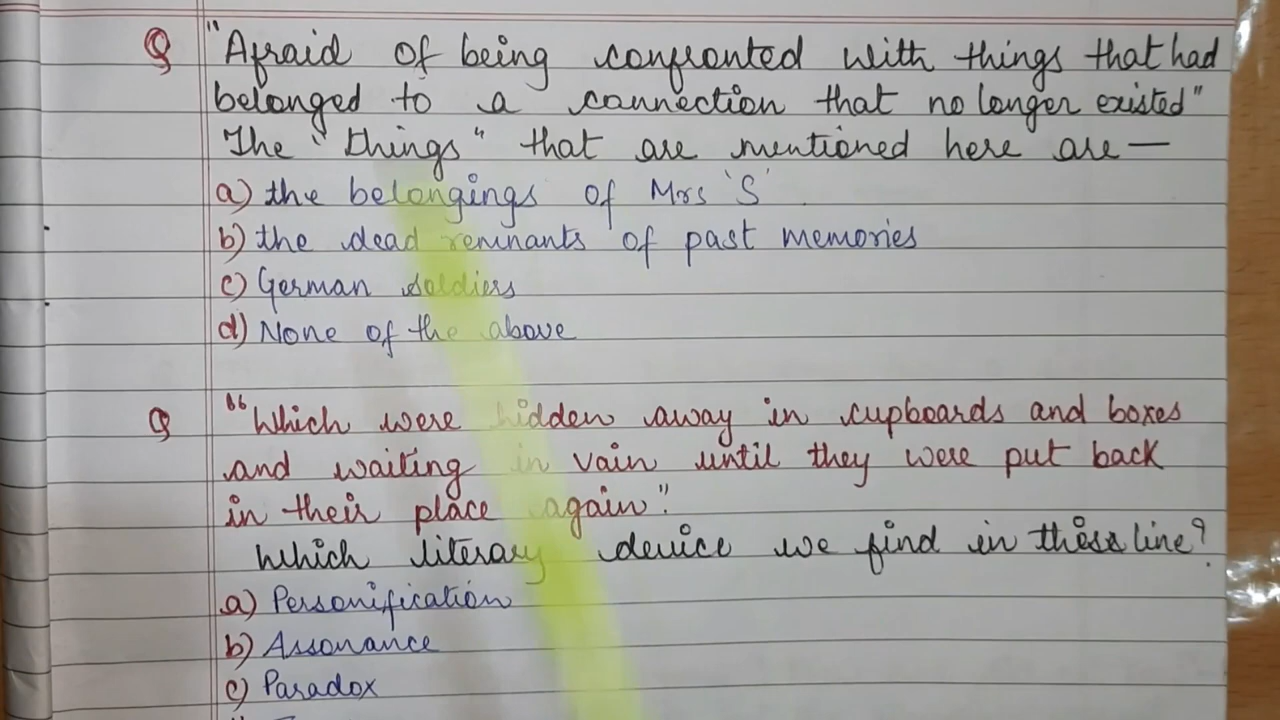 Q "Afraid of being confronted with things that had
belonged to a connection that no longer existed"
The "things" that are mentioned here are —
a) the belongings of Mrs 'S'
b) the dead remnants of past memories
c) German soldiers
d) None of the above
Q "Which were hidden away in cupboards and boxes
and waiting in vain until they were put back
in their place again".
Which literary device we find in these line?
a) Personification
b) Assonance
c) Paradox